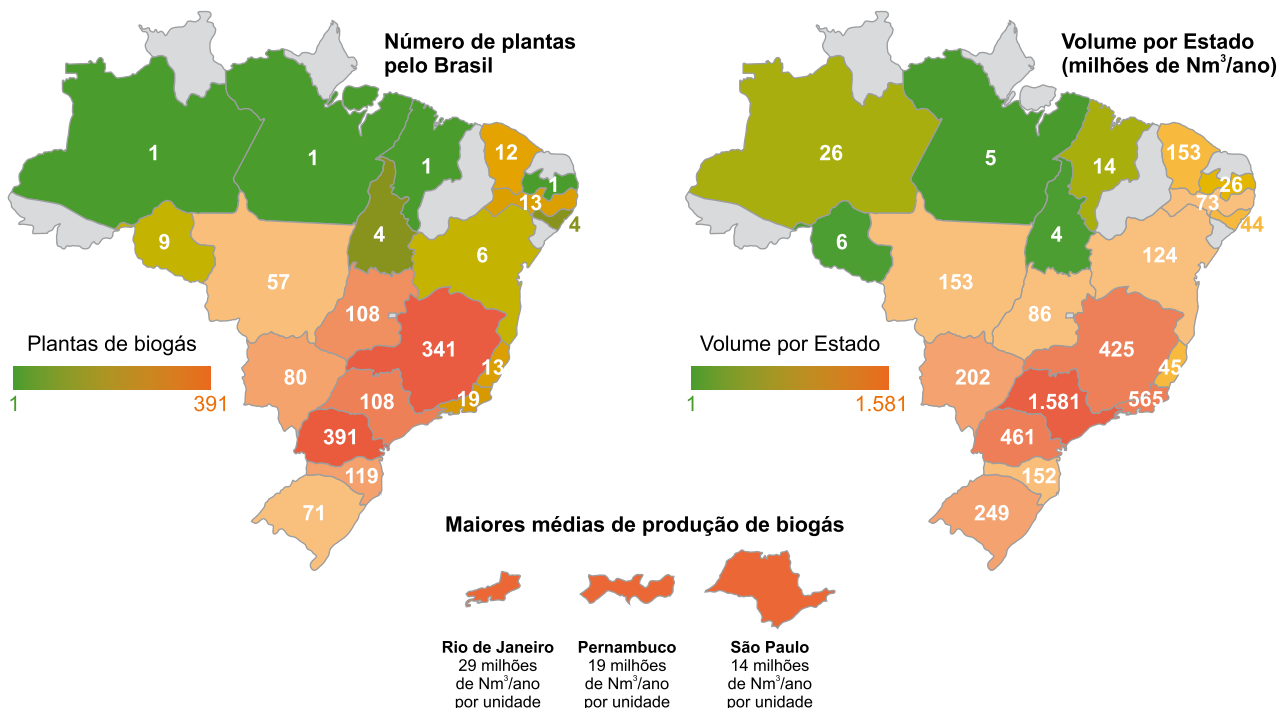 Número de plantas
pelo Brasil
1
1
1
12
1
13
4
4
9
6
57
108
341
13
80
108
19
391
119
71
Plantas de biogás
1
391
Volume por Estado
(milhões de Nm³/ano)
26
5
14
153
26
73
44
4
6
124
153
86
425
45
202
1.581
565
461
152
249
Volume por Estado
1
1.581
Maiores médias de produção de biogás
Rio de Janeiro
29 milhões
de Nm³/ano
por unidade
Pernambuco
19 milhões
de Nm³/ano
por unidade
São Paulo
14 milhões
de Nm³/ano
por unidade